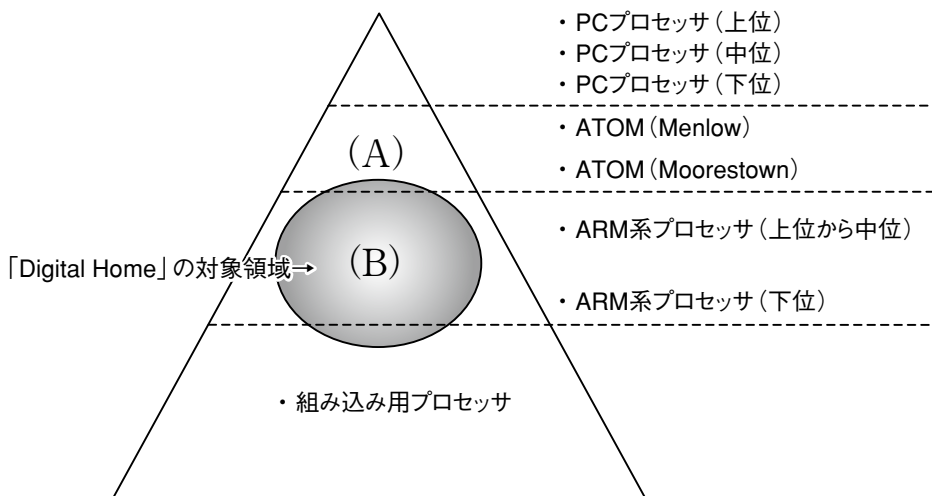 ・PCプロセッサ（上位）
・PCプロセッサ（中位）
・PCプロセッサ（下位）
・ATOM（Menlow）
(A)
・ATOM（Moorestown）
・ARM系プロセッサ（上位から中位）
「Digital Home」の対象領域→
(B)
・ARM系プロセッサ（下位）
・組み込み用プロセッサ